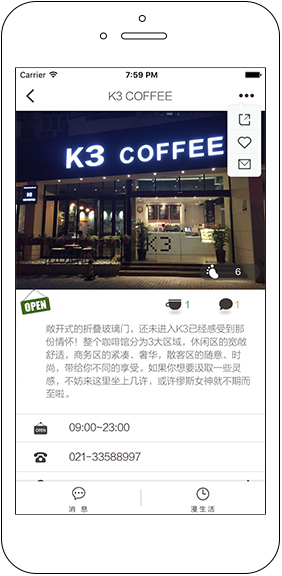 Carrier 7:59 PM
K3 COFFEE
K3 COFFEE
K3
6
OPEN 1 1
敞开式的折叠玻璃门，还未进入K3已经感受到那
份情怀！整个咖啡馆分为3大区域，休闲区的宽敞
舒适，商务区的紧凑、奢华，散客区的随意、时
尚，带给你不同的享受。如果你想要汲取一些灵
感，不妨来这里坐上几许，或许缪斯女神就不期而
至啦。
OPEN 09:00~23:00
021-33588997
消 息 漫生活